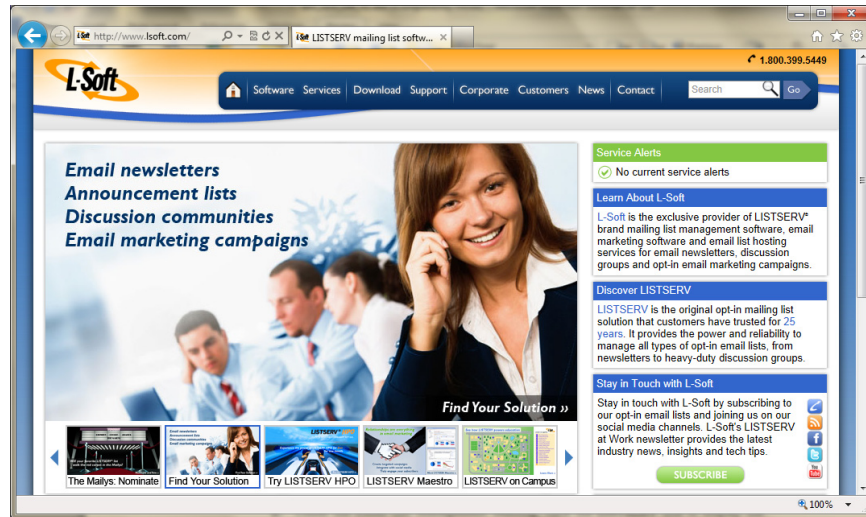 http://www.lsoft.com/
LISTSERV mailing list softw...
1.800.399.5449
L-Soft
Software Services Download Support Corporate Customers News Contact
Search
Go
Email newsletters
Announcement lists
Discussion communities
Email marketing campaigns
Find Your Solution »
The Mailys: Nominate
Find Your Solution
Try LISTSERV HPO
LISTSERV Maestro
LISTSERV on Campus
Service Alerts
No current service alerts
Learn About L-Soft
L-Soft is the exclusive provider of LISTSERV®
brand mailing list management software, email
marketing software and email list hosting
services for email newsletters, discussion
groups and opt-in email marketing campaigns.
Discover LISTSERV
LISTSERV is the original opt-in mailing list
solution that customers have trusted for 25
years. It provides the power and reliability to
manage all types of opt-in email lists, from
newsletters to heavy-duty discussion groups.
Stay in Touch with L-Soft
Stay in touch with L-Soft by subscribing to
our opt-in email lists and joining us on our
social media channels. L-Soft's LISTSERV
at Work newsletter provides the latest
industry news, insights and tech tips.
SUBSCRIBE
100%